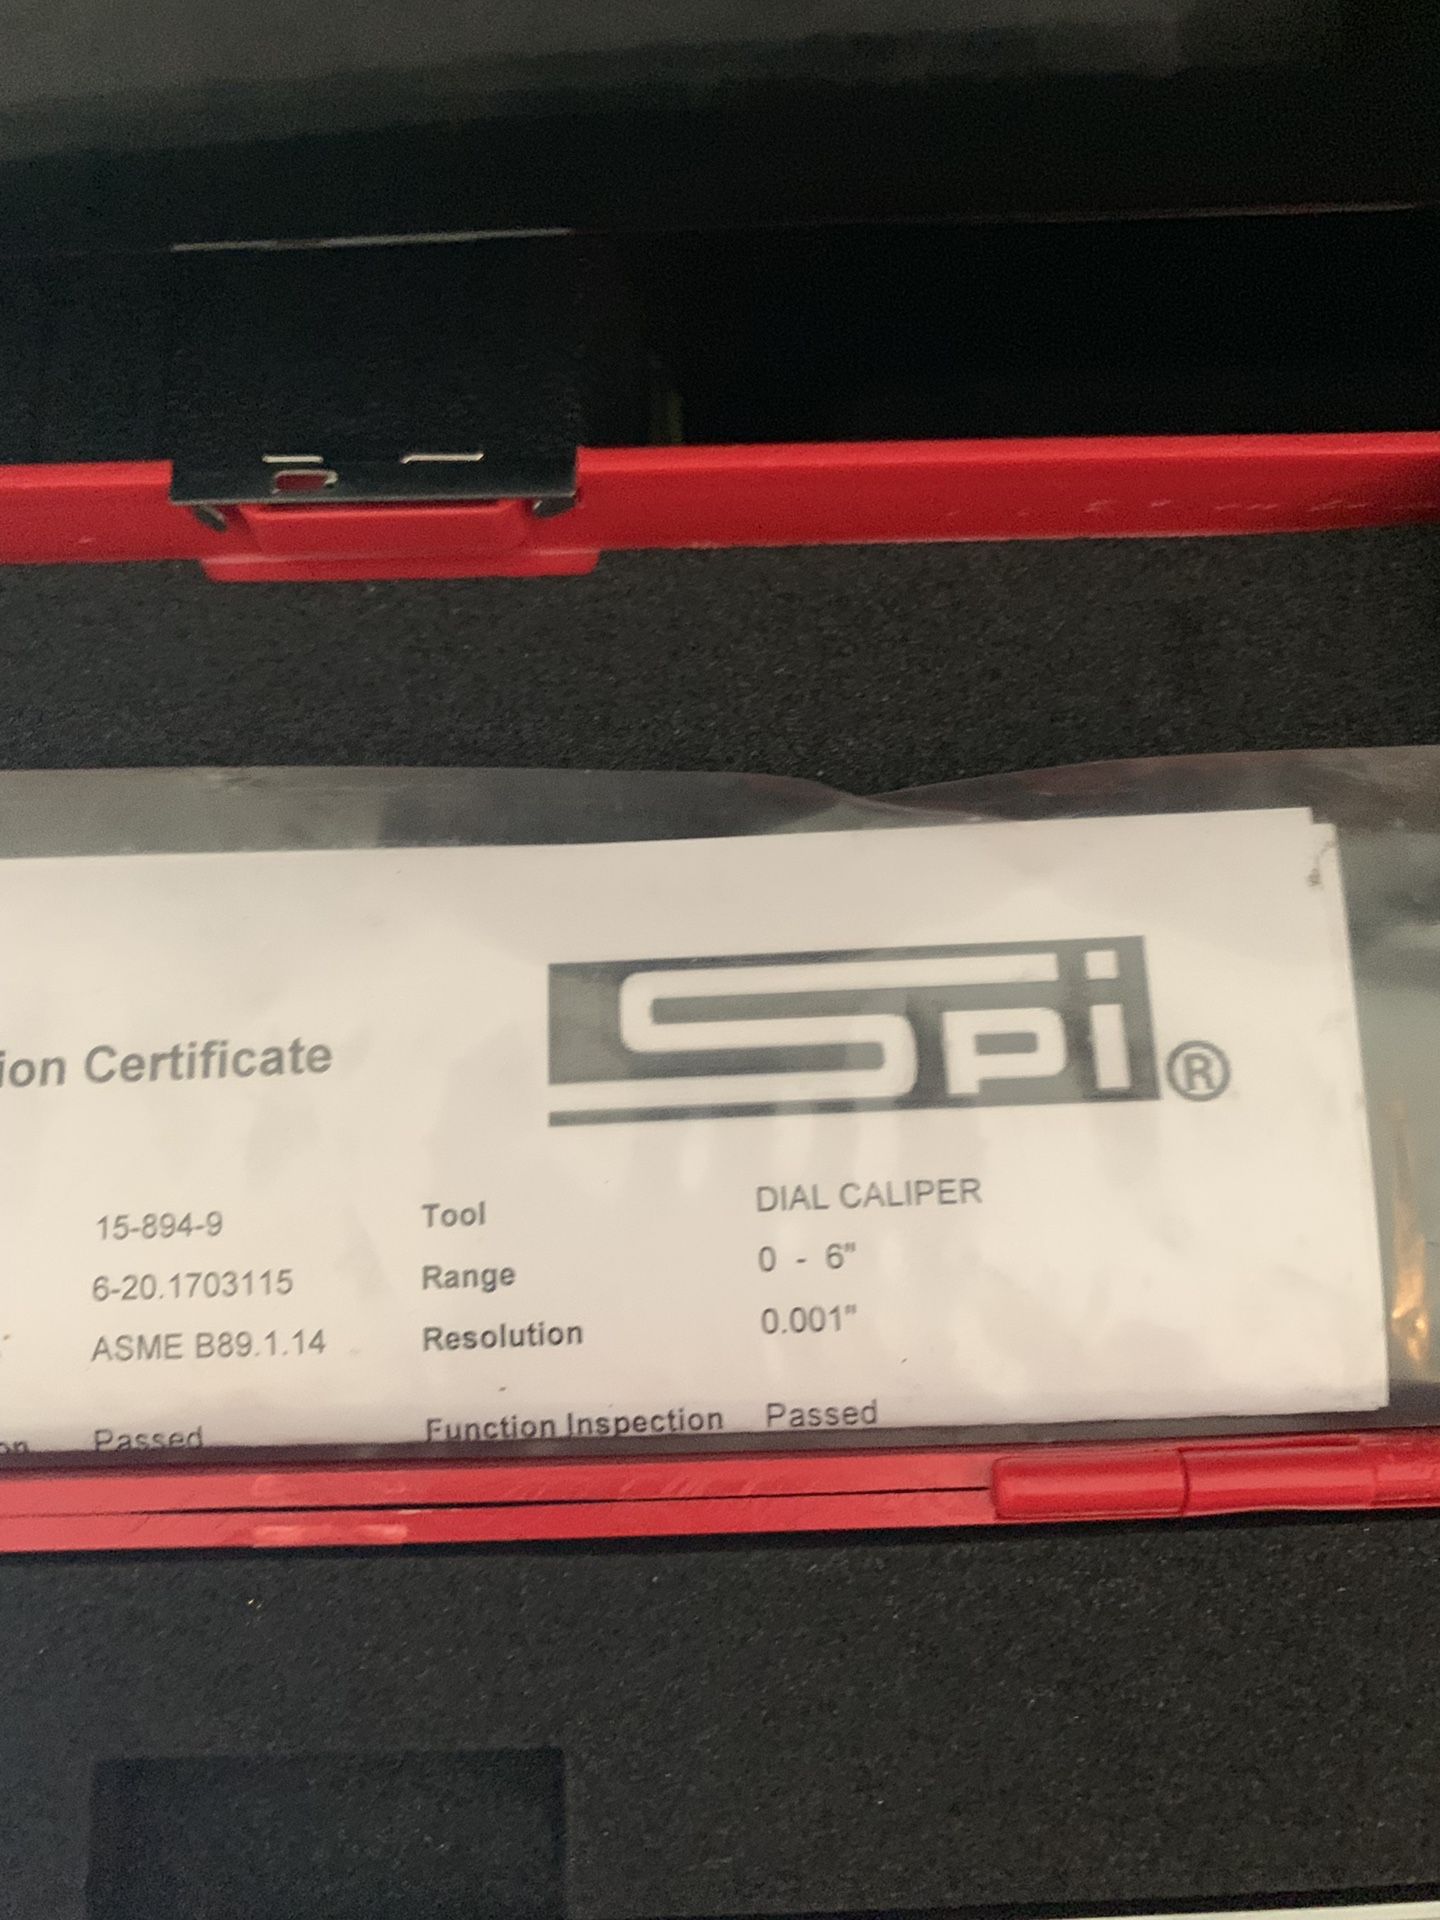 Spi®
ion Certificate
15-894-9 Tool DIAL CALIPER
6-20.1703115 Range 0 - 6"
ASME B89.1.14 Resolution 0.001"
on Passed Function Inspection Passed